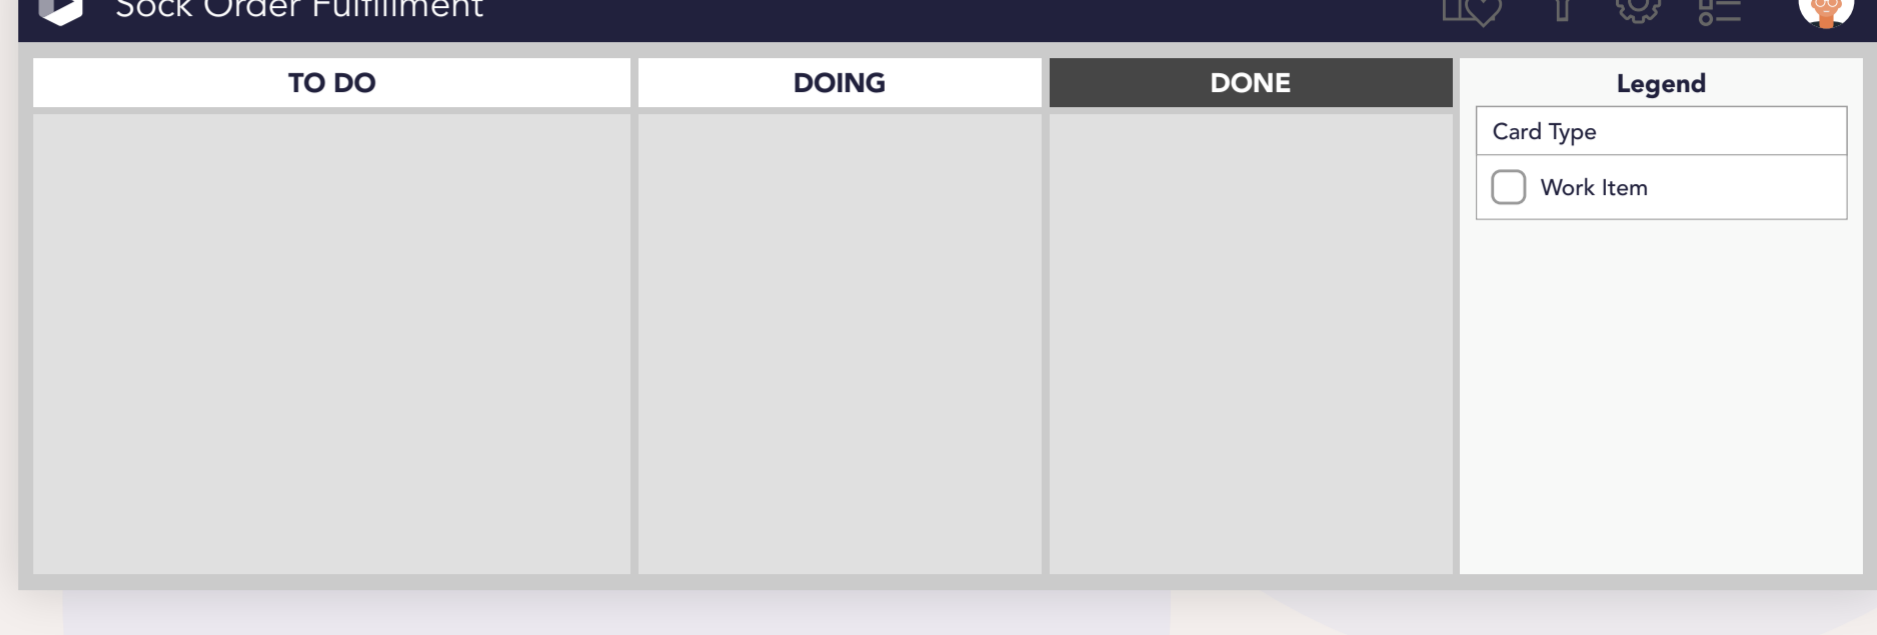 Sock Order Fulfillment
TO DO
DOING
DONE
Legend
Card Type
Work Item